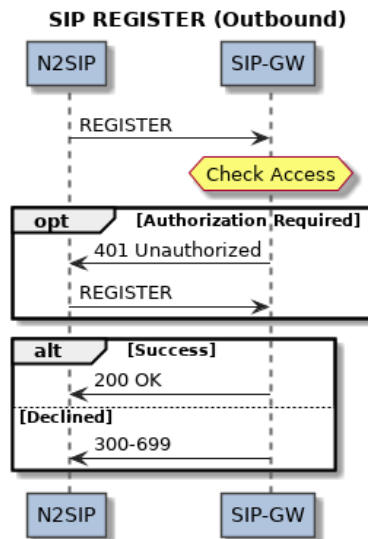 SIP REGISTER (Outbound)
N2SIP SIP-GW
REGISTER
Check Access
opt [Authorization Required]
401 Unauthorized
REGISTER
alt [Success]
200 OK
[Declined]
300-699
N2SIP SIP-GW